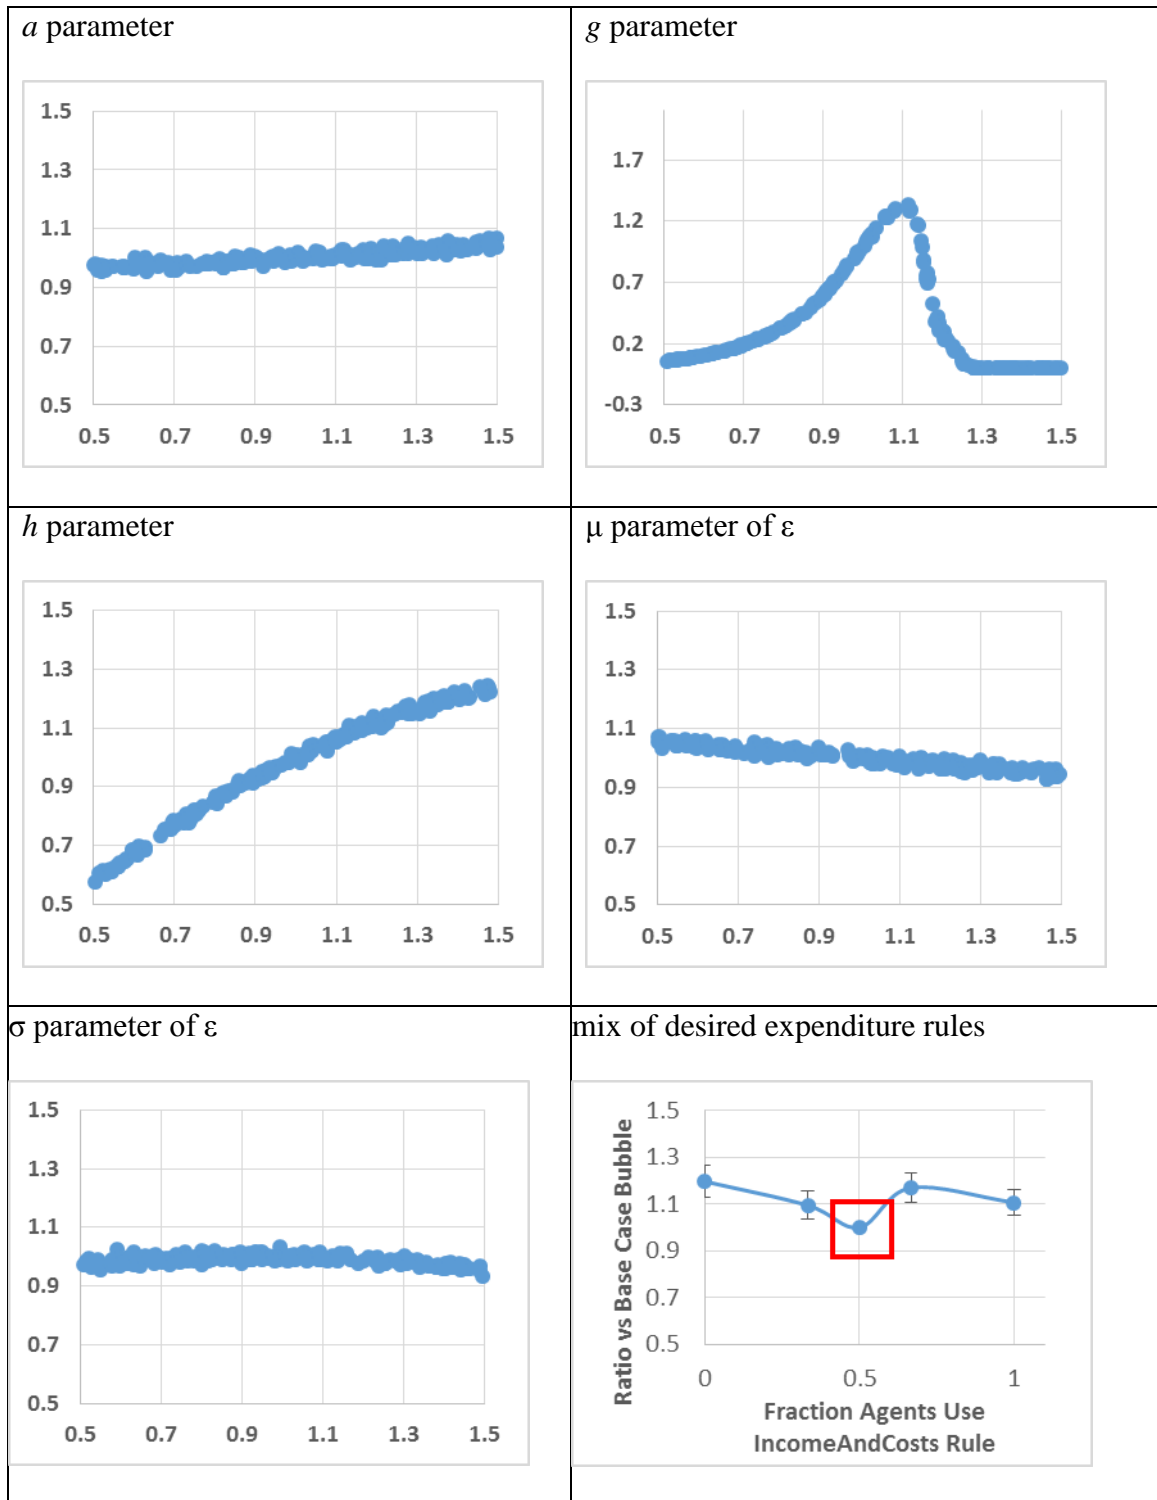 a parameter
g parameter
1.5
1.3
1.1
0.9
0.7
0.5
0.5 0.7 0.9 1.1 1.3 1.5
1.7
1.2
0.7
0.2
-0.3
0.5 0.7 0.9 1.1 1.3 1.5
h parameter
μ parameter of ε
1.5
1.3
1.1
0.9
0.7
0.5
0.5 0.7 0.9 1.1 1.3 1.5
1.5
1.3
1.1
0.9
0.7
0.5
0.5 0.7 0.9 1.1 1.3 1.5
σ parameter of ε
mix of desired expenditure rules
1.5
1.3
1.1
0.9
0.7
0.5
0.5 0.7 0.9 1.1 1.3 1.5
Ratio vs Base Case Bubble
1.5
1.3
1.1
0.9
0.7
0.5
0 0.5 1
Fraction Agents Use
IncomeAndCosts Rule